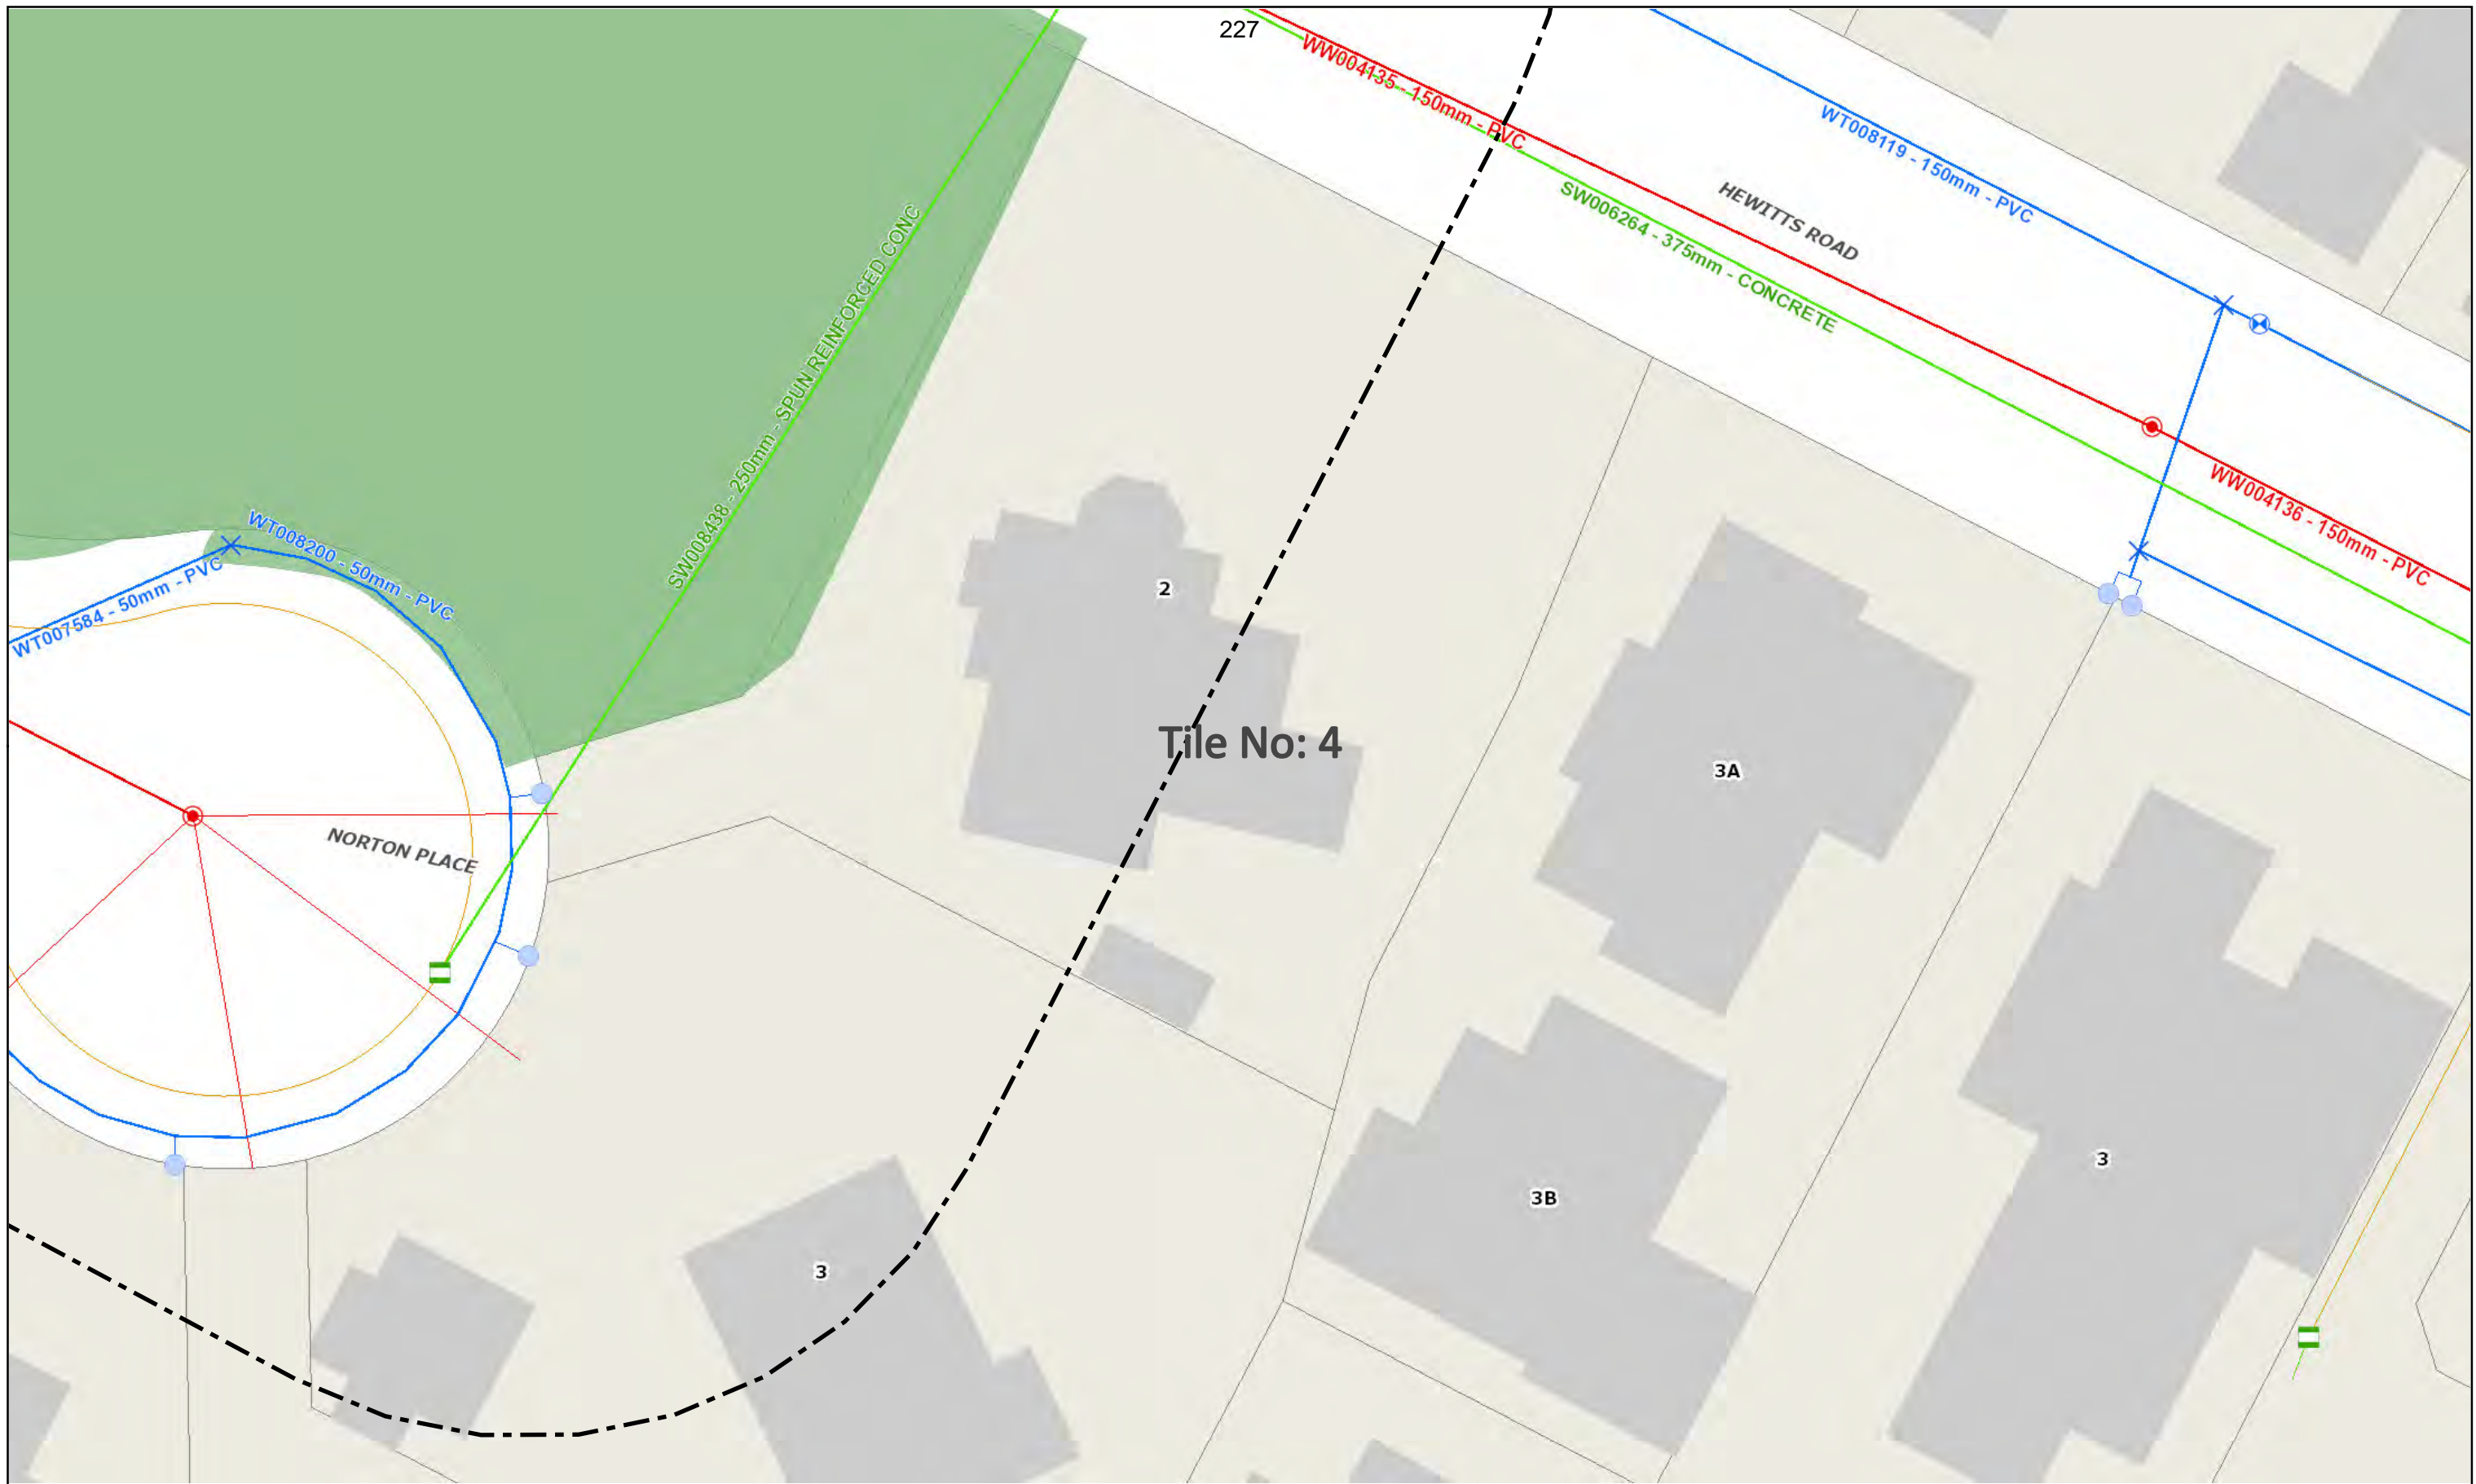 227
WW004135 - 150mm - PVC
WT008119 - 150mm - PVC
HEWITTS ROAD
SW006264 - 375mm - CONCRETE
SW008438 - 250mm - SPUN REINFORCED CONC
WW004136 - 150mm - PVC
WT008200 - 50mm - PVC
WT007584 - 50mm - PVC
2
Tile No: 4
3A
NORTON PLACE
3
3B
3